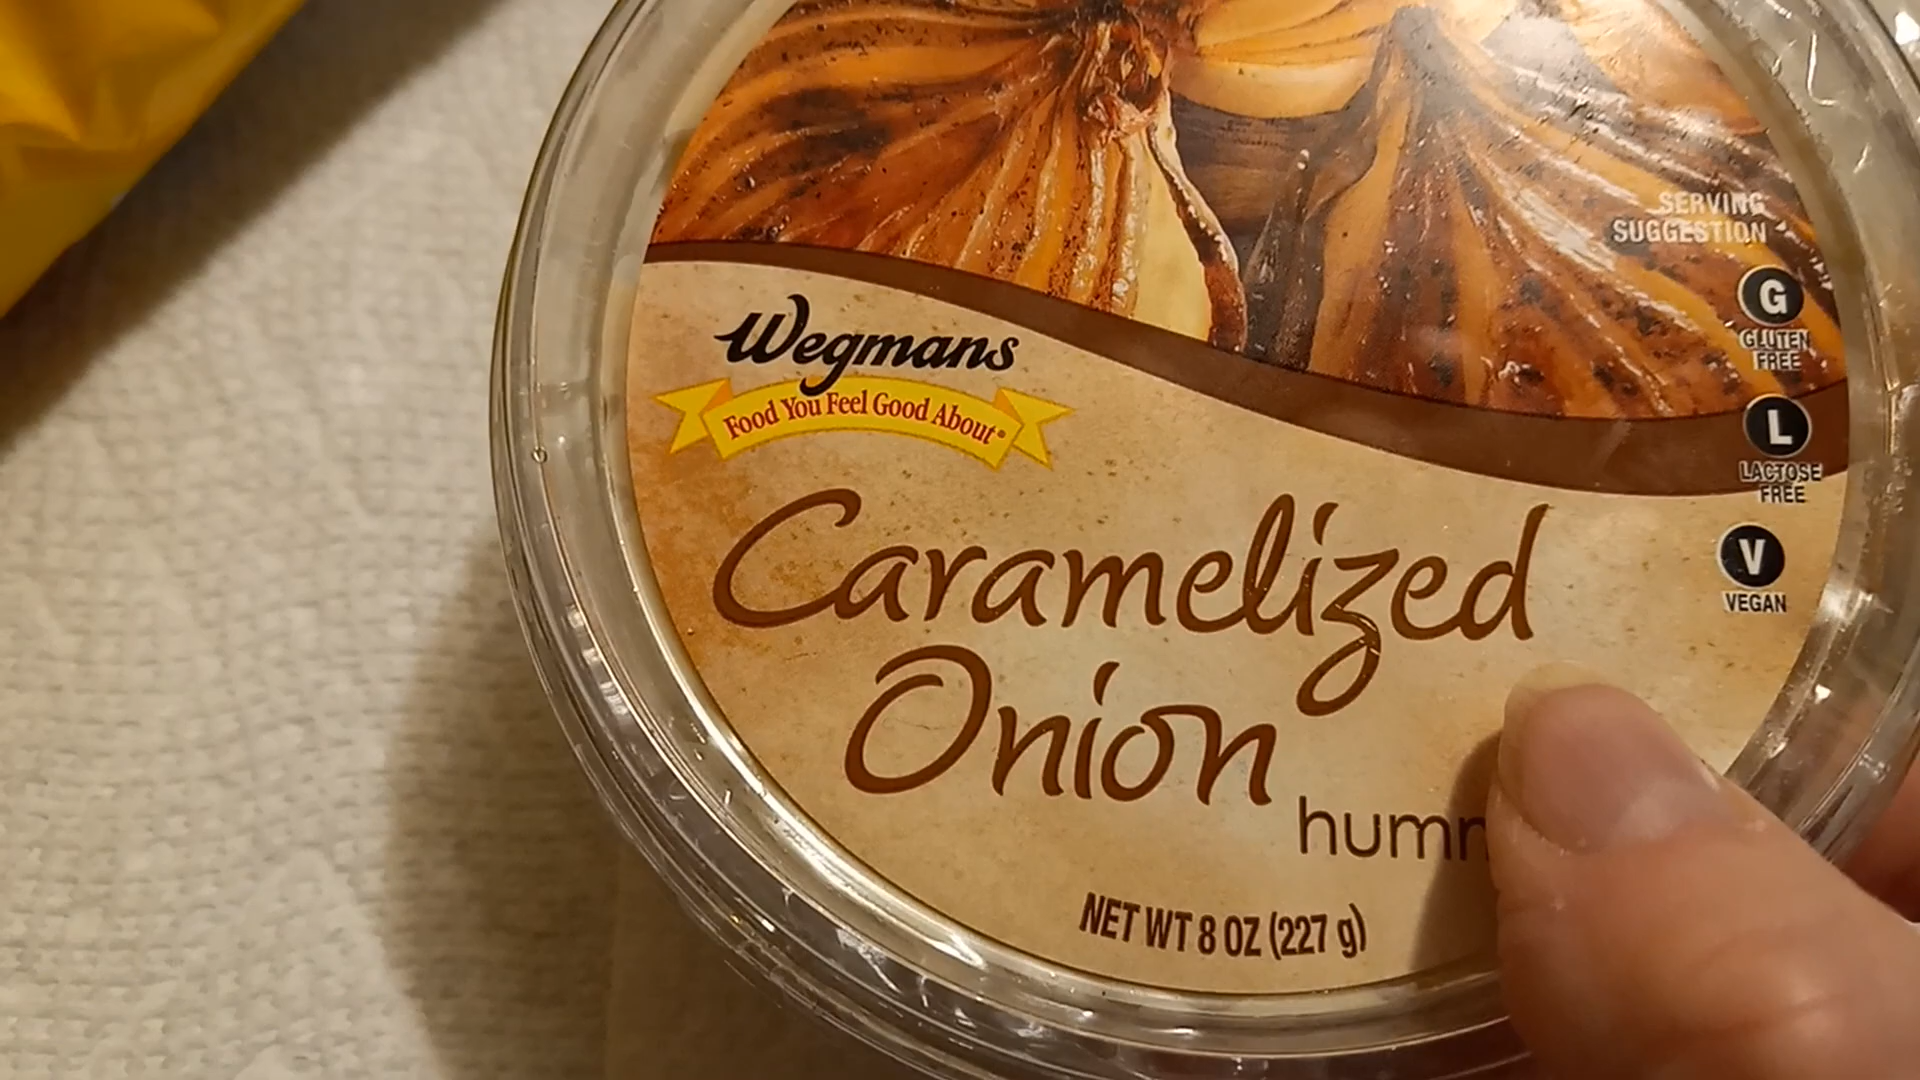 SERVING
SUGGESTION
G
GLUTEN
FREE
Wegmans
Food You Feel Good About®
L
LACTOSE
FREE
Caramelized
V
VEGAN
Onion
humm
NET WT 8 OZ (227 g)